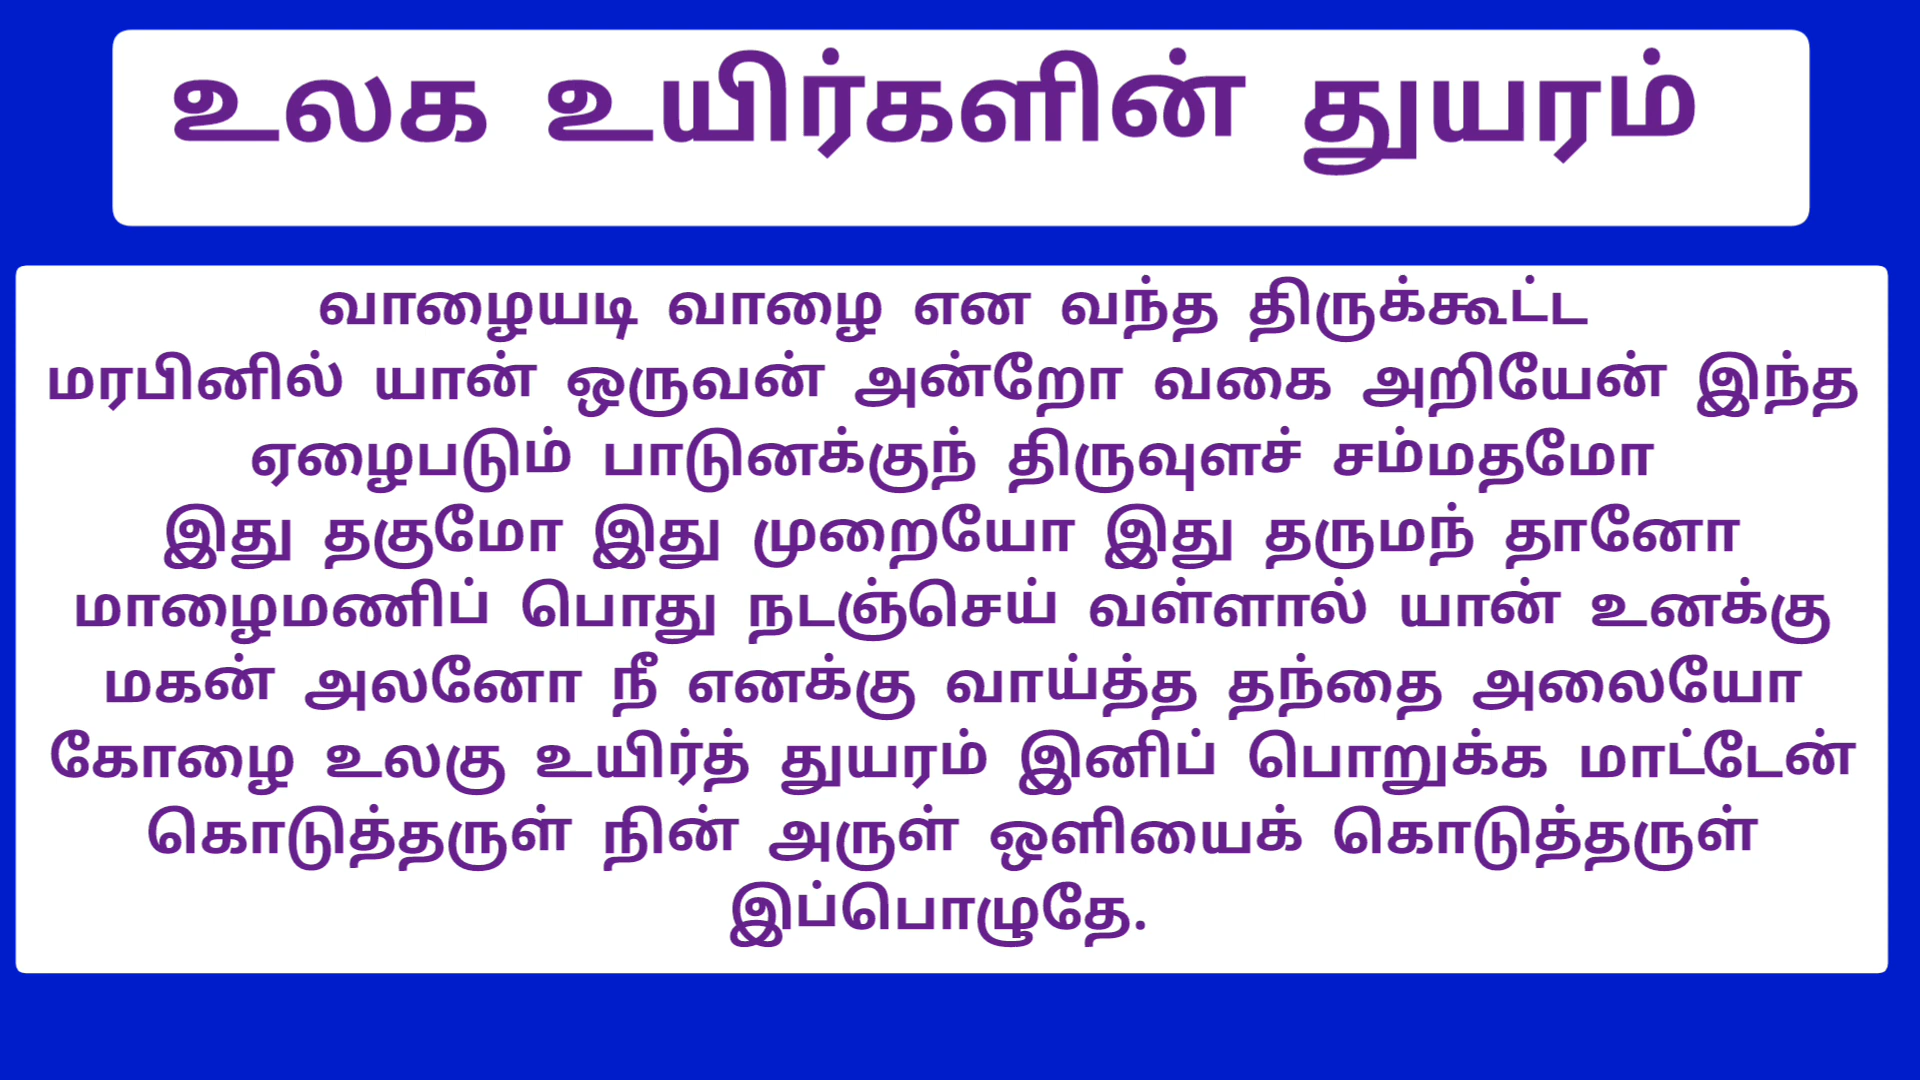 உலக உயிர்களின் துயரம்
வாழையடி வாழை என வந்த திருக்கூட்ட
மரபினில் யான் ஒருவன் அன்றோ வகை அறியேன் இந்த
ஏழைபடும் பாடுனக்குந் திருவுளச் சம்மதமோ
இது தகுமோ இது முறையோ இது தருமந் தானோ
மாழைமணிப் பொது நடஞ்செய் வள்ளால் யான் உனக்கு
மகன் அலனோ நீ எனக்கு வாய்த்த தந்தை அலையோ
கோழை உலகு உயிர்த் துயரம் இனிப் பொறுக்க மாட்டேன்
கொடுத்தருள் நின் அருள் ஒளியைக் கொடுத்தருள்
இப்பொழுதே.